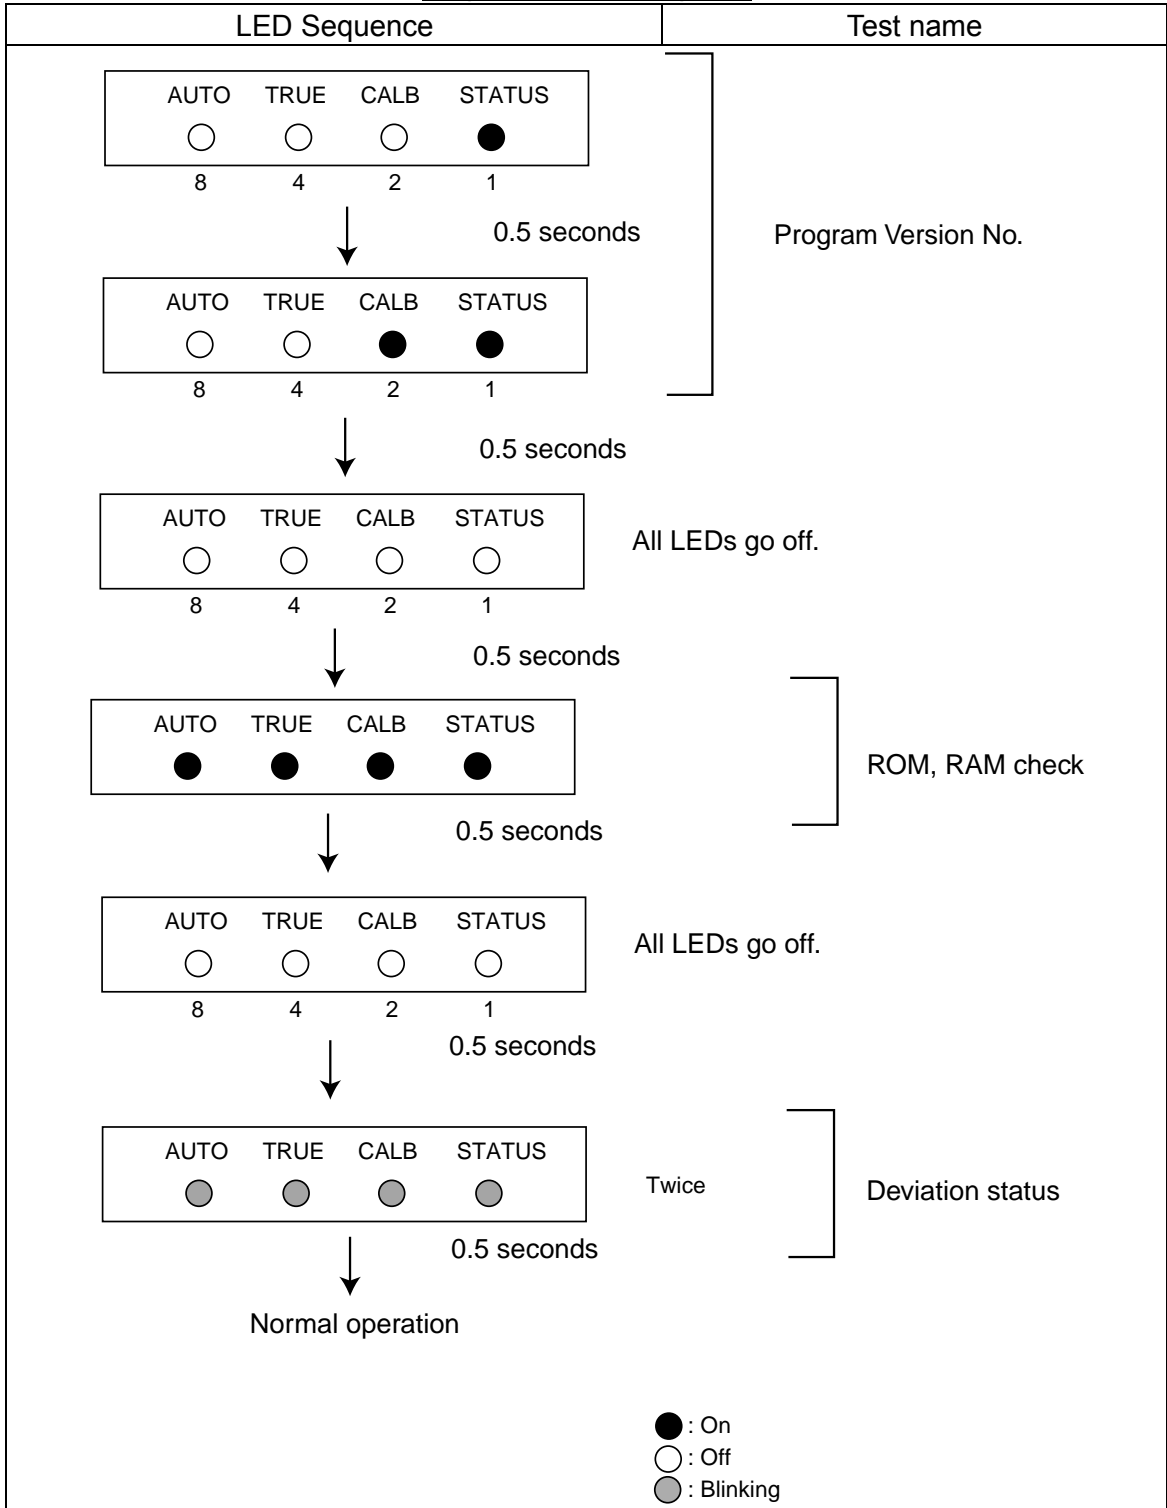 LED Sequence Test name
AUTO TRUE CALB STATUS
8 4 2 1
0.5 seconds
Program Version No.
AUTO TRUE CALB STATUS
8 4 2 1
0.5 seconds
AUTO TRUE CALB STATUS
All LEDs go off.
8 4 2 1
0.5 seconds
AUTO TRUE CALB STATUS
ROM, RAM check
0.5 seconds
AUTO TRUE CALB STATUS
All LEDs go off.
8 4 2 1
0.5 seconds
AUTO TRUE CALB STATUS
Twice
Deviation status
0.5 seconds
Normal operation
: On
: Off
: Blinking